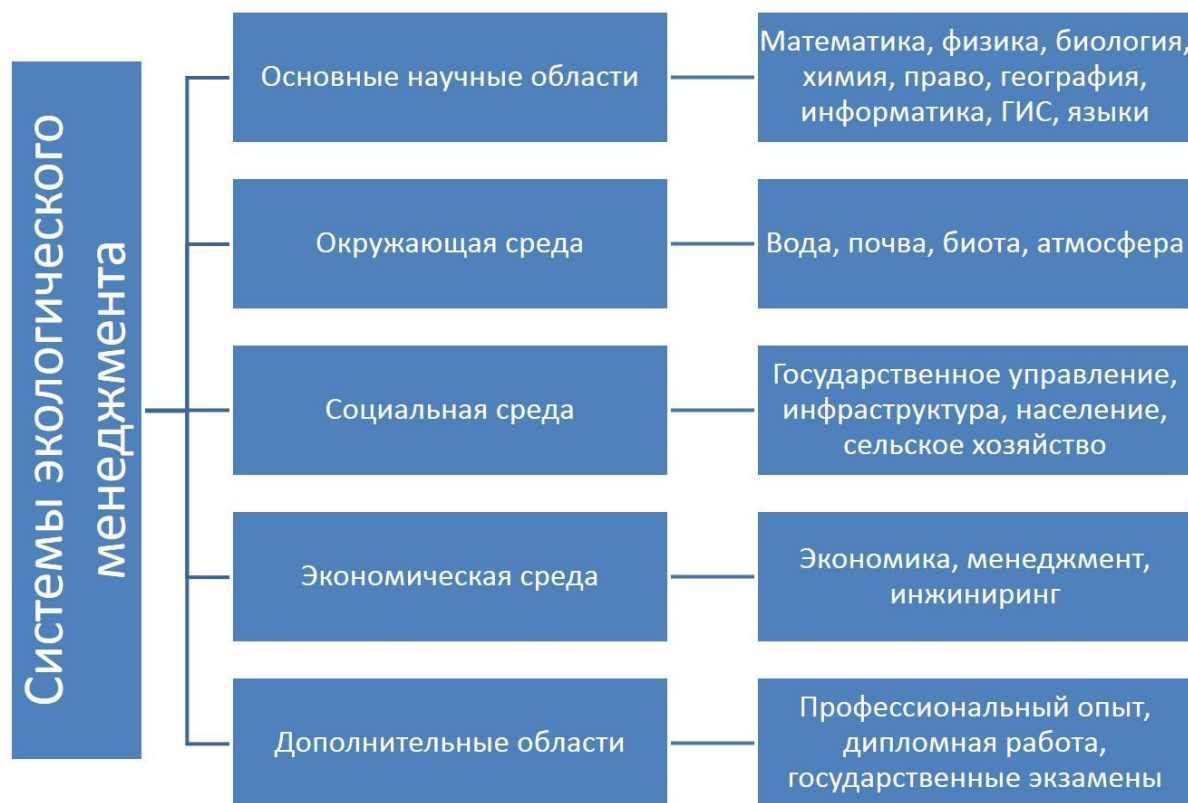 Системы экологического
менеджмента
Основные научные области
Математика, физика, биология,
химия, право, география,
информатика, ГИС, языки
Окружающая среда
Вода, почва, биота, атмосфера
Социальная среда
Государственное управление,
инфраструктура, население,
сельское хозяйство
Экономическая среда
Экономика, менеджмент,
инжиниринг
Дополнительные области
Профессиональный опыт,
дипломная работа,
государственные экзамены